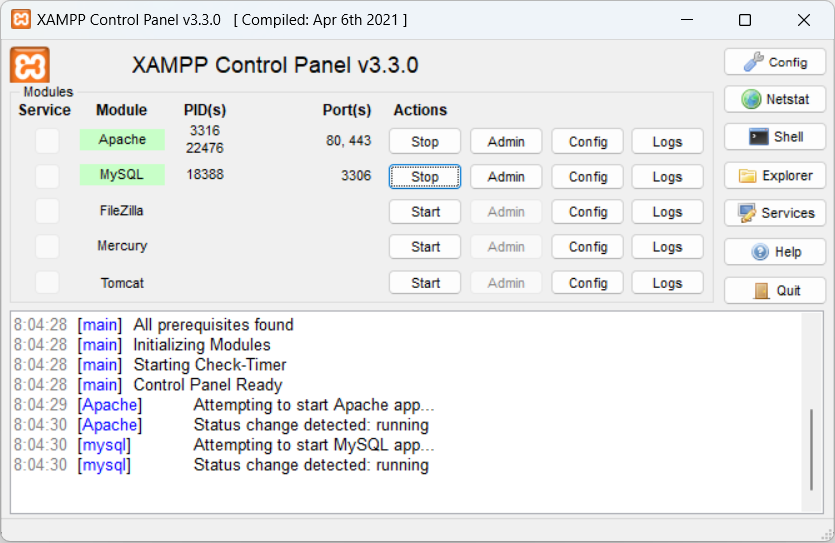 XAMPP Control Panel v3.3.0 [ Compiled: Apr 6th 2021 ]
XAMPP Control Panel v3.3.0
Config
Modules
Service Module PID(s) Port(s) Actions
Netstat
Apache 3316 22476 80, 443 Stop Admin Config Logs
Shell
MySQL 18388 3306 Stop Admin Config Logs
Explorer
FileZilla Start Admin Config Logs
Services
Mercury Start Admin Config Logs
Help
Tomcat Start Admin Config Logs
Quit
8:04:28 [main] All prerequisites found
8:04:28 [main] Initializing Modules
8:04:28 [main] Starting Check-Timer
8:04:28 [main] Control Panel Ready
8:04:29 [Apache] Attempting to start Apache app...
8:04:30 [Apache] Status change detected: running
8:04:30 [mysql] Attempting to start MySQL app...
8:04:30 [mysql] Status change detected: running